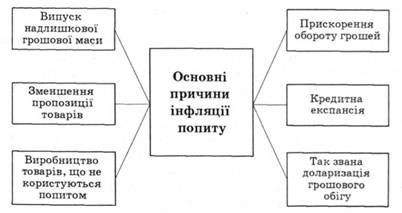 Випуск
надлишкової
грошової маси
Зменшення
пропозиції
товарів
Виробництво
товарів, що не
користуються
попитом
Основні
причини
інфляції
попиту
Прискорення
обороту грошей
Кредитна
експансія
Так звана
доларизація
грошового
обігу